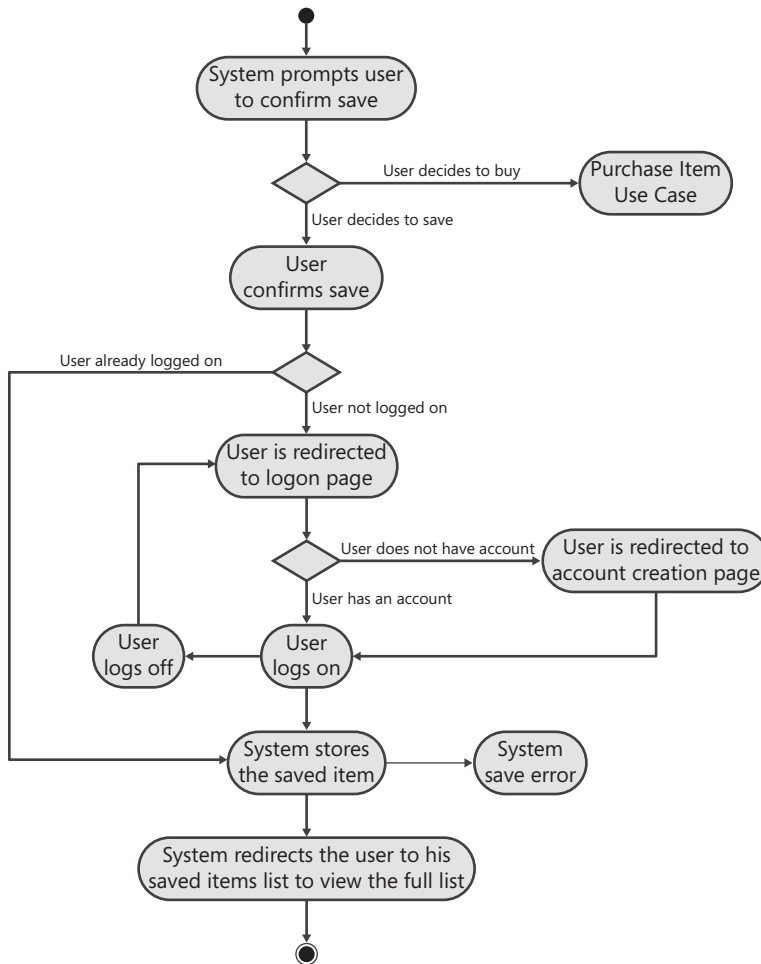 System prompts user
to confirm save
User decides to buy
Purchase Item
Use Case
User decides to save
User
confirms save
User already logged on
User not logged on
User is redirected
to logon page
User does not have account
User is redirected to
account creation page
User has an account
User
logs off
User
logs on
System stores
the saved item
System
save error
System redirects the user to his
saved items list to view the full list